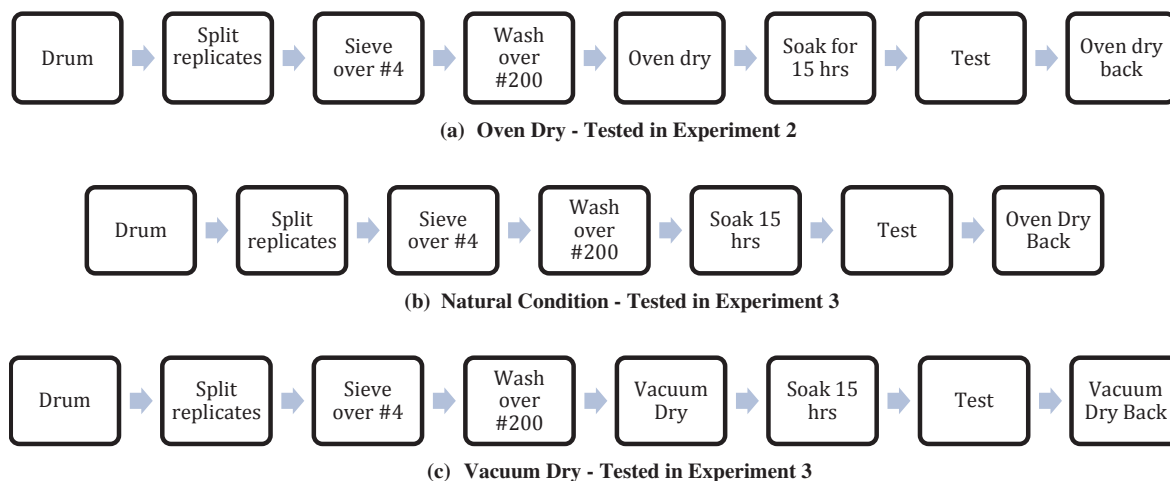 Drum
Split
replicates
Sieve
over #4
Wash
over
#200
Oven dry
Soak for
15 hrs
Test
Oven dry
back
(a) Oven Dry - Tested in Experiment 2
Drum
Split
replicates
Sieve
over #4
Wash
over
#200
Soak 15
hrs
Test
Oven Dry
Back
(b) Natural Condition - Tested in Experiment 3
Drum
Split
replicates
Sieve
over #4
Wash
over
#200
Vacuum
Dry
Soak 15
hrs
Test
Vacuum
Dry Back
(c) Vacuum Dry - Tested in Experiment 3